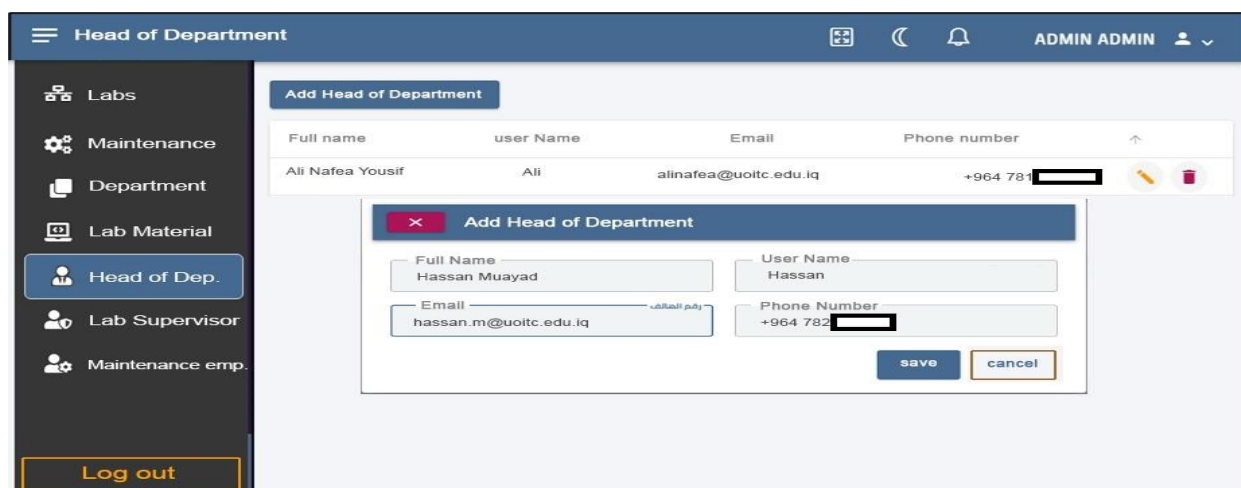 Head of Department
ADMIN ADMIN
Labs
Maintenance
Department
Lab Material
Head of Dep.
Lab Supervisor
Maintenance emp.
Log out
Add Head of Department
Full name user Name Email Phone number
Ali Nafea Yousif Ali alinafea@uoitc.edu.iq +964 781
Add Head of Department
Full Name User Name
Hassan Muayad Hassan
Email رقم الهاتف Phone Number
hassan.m@uoitc.edu.iq +964 782
save cancel